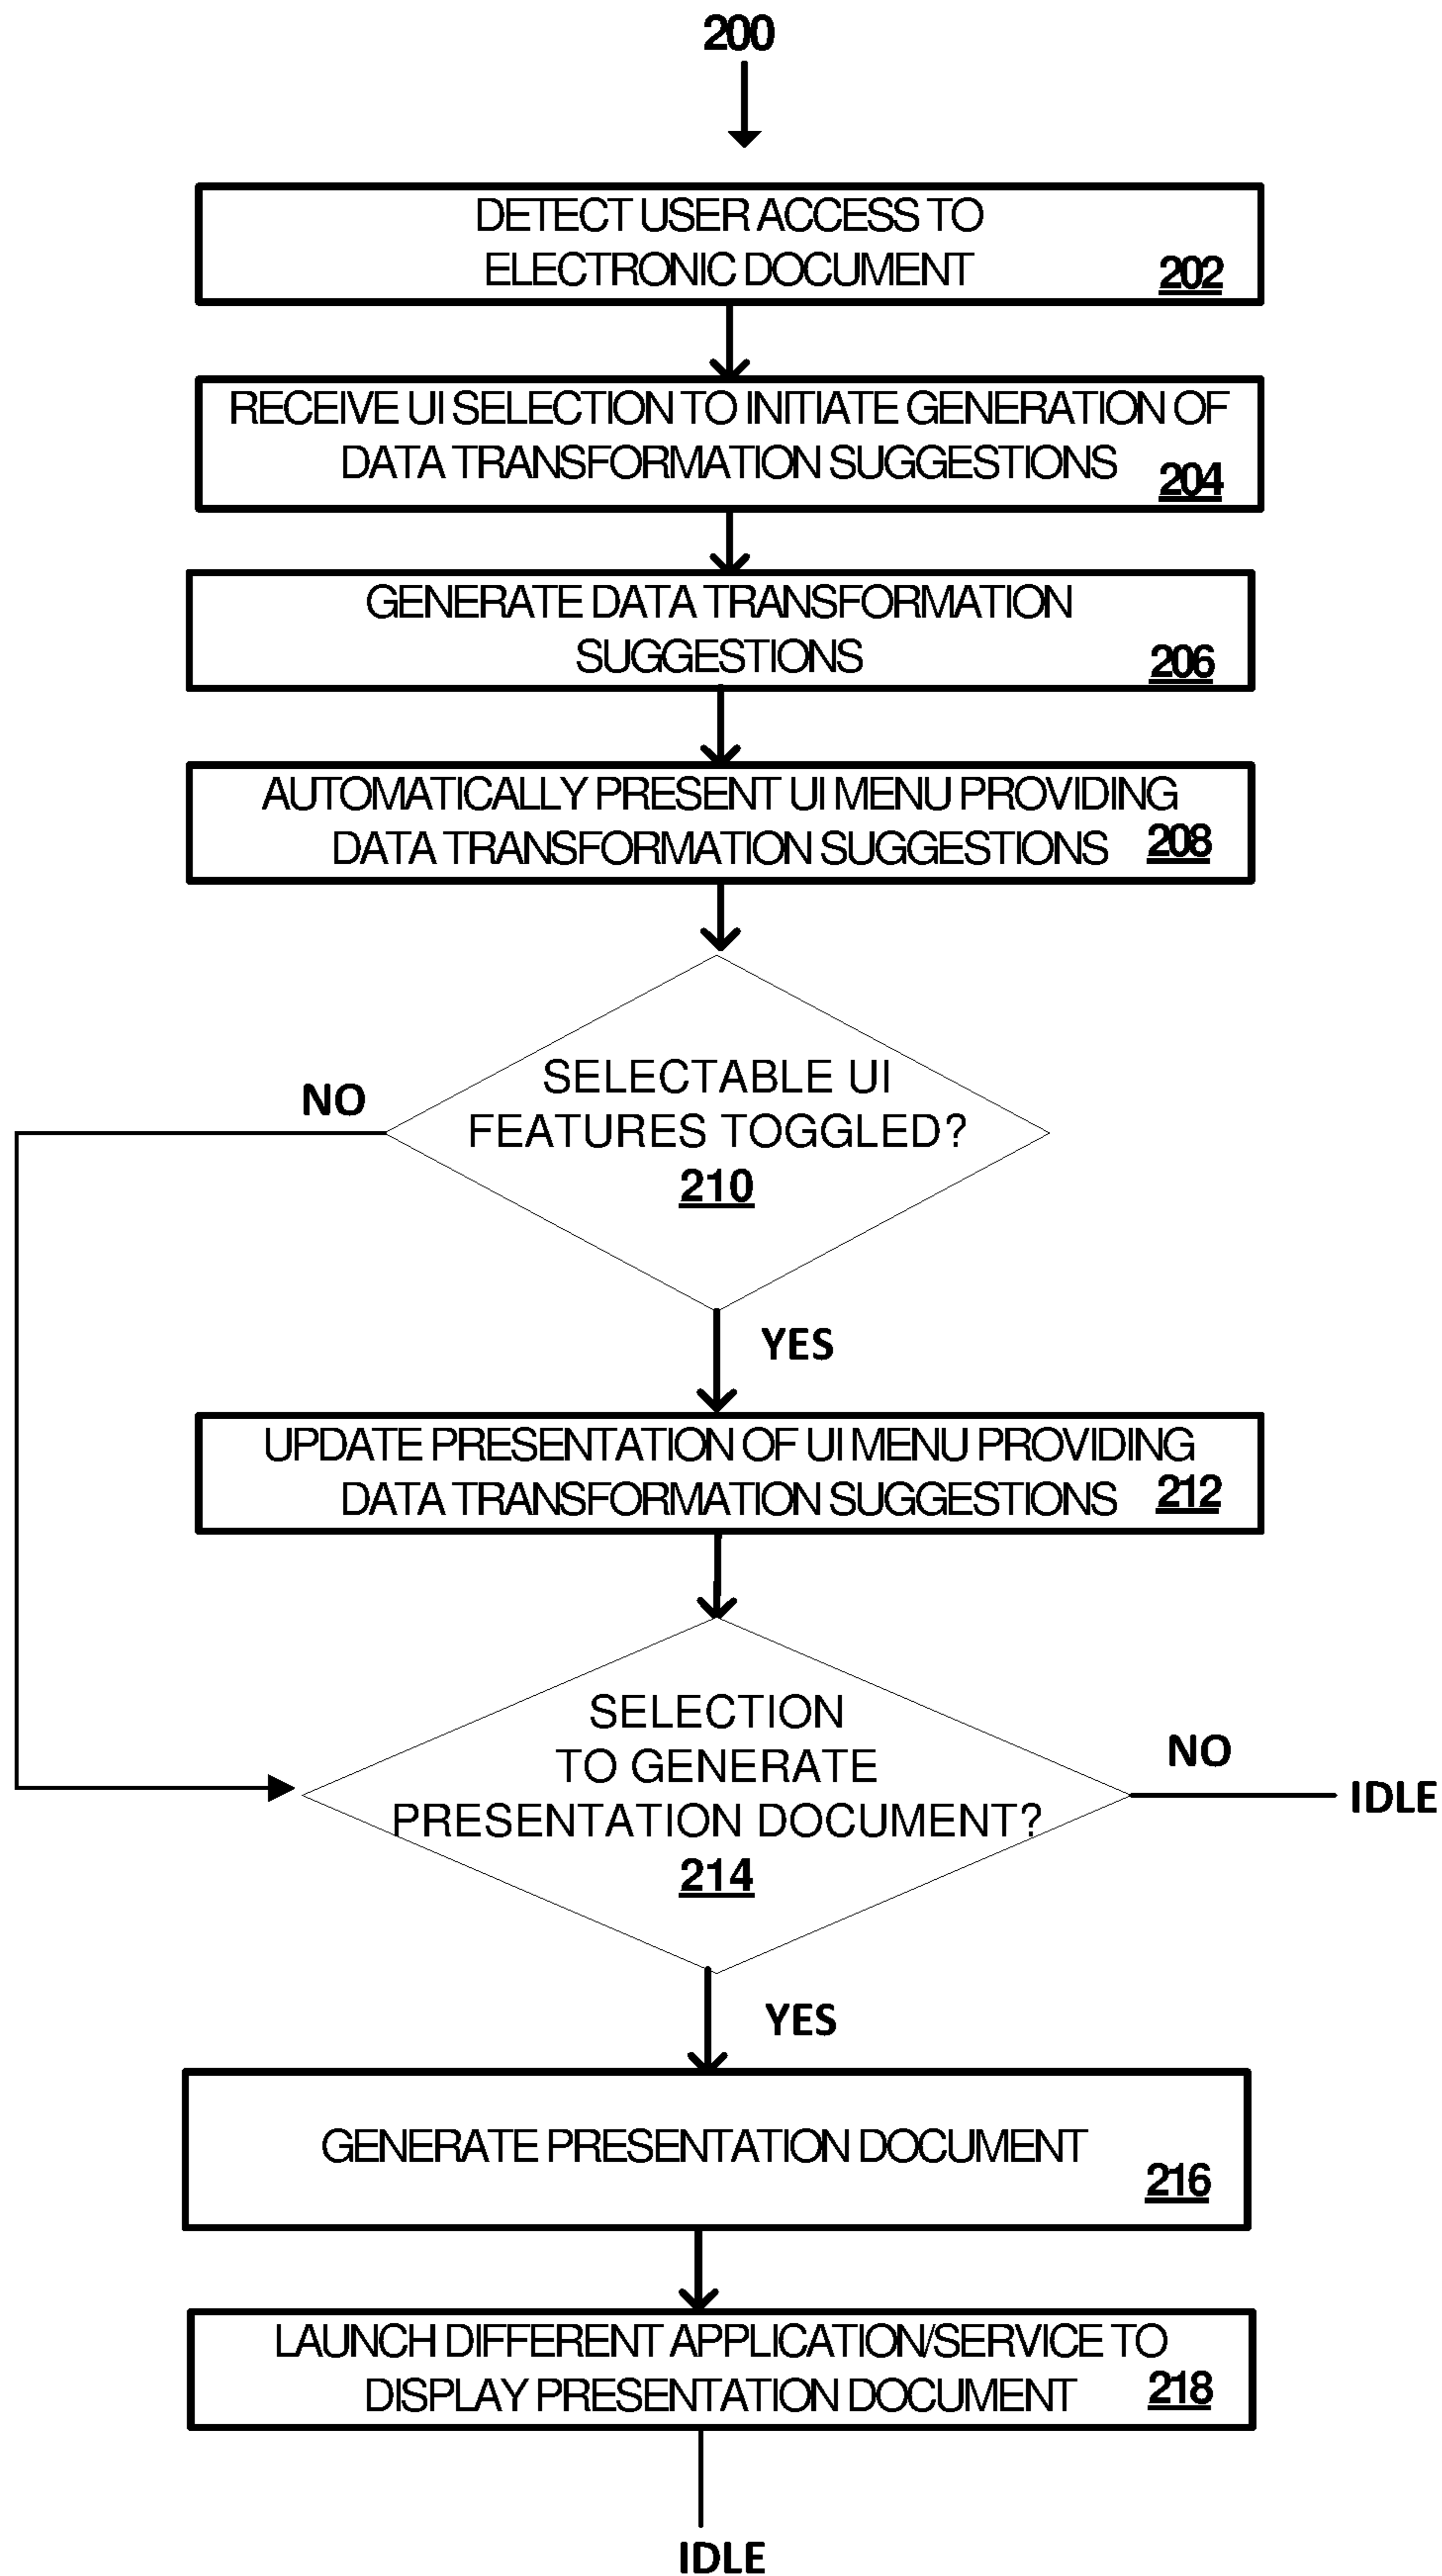 200
DETECT USER ACCESS TO
ELECTRONIC DOCUMENT
202
RECEIVE UI SELECTION TO INITIATE GENERATION OF
DATA TRANSFORMATION SUGGESTIONS
204
GENERATE DATA TRANSFORMATION
SUGGESTIONS
206
AUTOMATICALLY PRESENT UI MENU PROVIDING
DATA TRANSFORMATION SUGGESTIONS
208
SELECTABLE UI
FEATURES TOGGLED?
210
NO
YES
UPDATE PRESENTATION OF UI MENU PROVIDING
DATA TRANSFORMATION SUGGESTIONS
212
SELECTION
TO GENERATE
PRESENTATION DOCUMENT?
214
NO
IDLE
YES
GENERATE PRESENTATION DOCUMENT
216
LAUNCH DIFFERENT APPLICATION/SERVICE TO
DISPLAY PRESENTATION DOCUMENT
218
IDLE